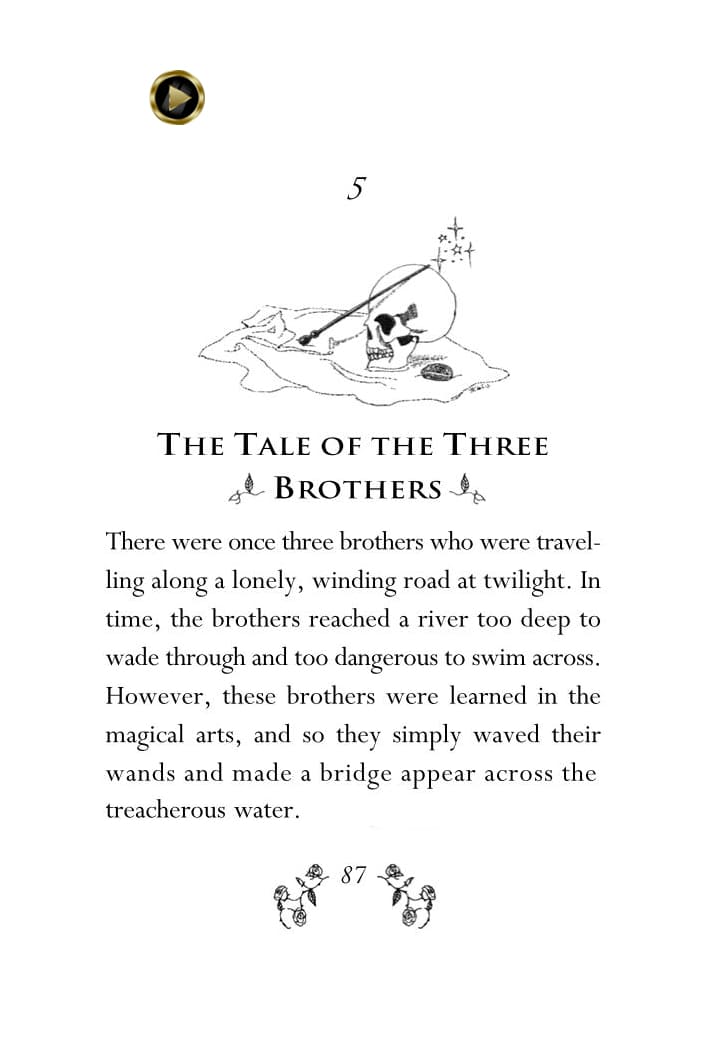 5
THE TALE OF THE THREE
BROTHERS
There were once three brothers who were travel-
ling along a lonely, winding road at twilight. In
time, the brothers reached a river too deep to
wade through and too dangerous to swim across.
However, these brothers were learned in the
magical arts, and so they simply waved their
wands and made a bridge appear across the
treacherous water.
87